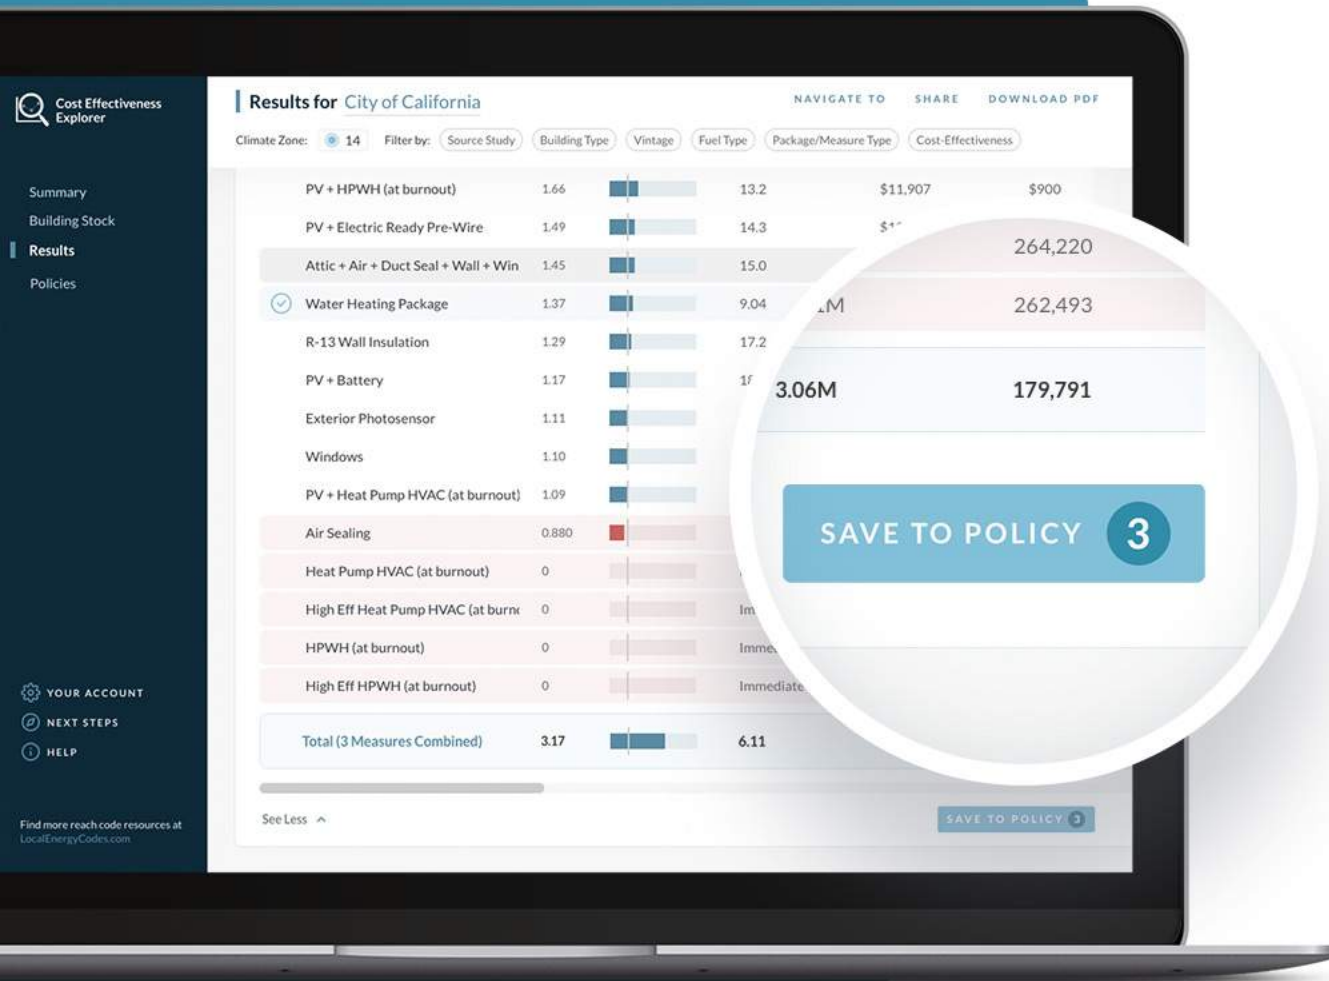 Cost Effectiveness
Explorer
Summary
Building Stock
Results
Policies
YOUR ACCOUNT
NEXT STEPS
HELP
Find more reach code resources at
LocalEnergyCodes.com
Results for City of California
NAVIGATE TO SHARE DOWNLOAD PDF
Climate Zone: 14 Filter by: Source Study Building Type Vintage Fuel Type Package/Measure Type Cost-Effectiveness
PV + HPWH (at burnout) 1.66 13.2 $11,907 $900
PV + Electric Ready Pre-Wire 1.49 14.3
Attic + Air + Duct Seal + Wall + Win 1.45 15.0
Water Heating Package 1.37 9.04
R-13 Wall Insulation 1.29 17.2
PV + Battery 1.17
Exterior Photosensor 1.11
Windows 1.10
PV + Heat Pump HVAC (at burnout) 1.09
Air Sealing 0.880
Heat Pump HVAC (at burnout) 0
High Eff Heat Pump HVAC (at burno 0
HPWH (at burnout) 0
High Eff HPWH (at burnout) 0 Immediate
Total (3 Measures Combined) 3.17 6.11
See Less
SAVE TO POLICY 3
264,220
262,493
3.06M 179,791
SAVE TO POLICY 3